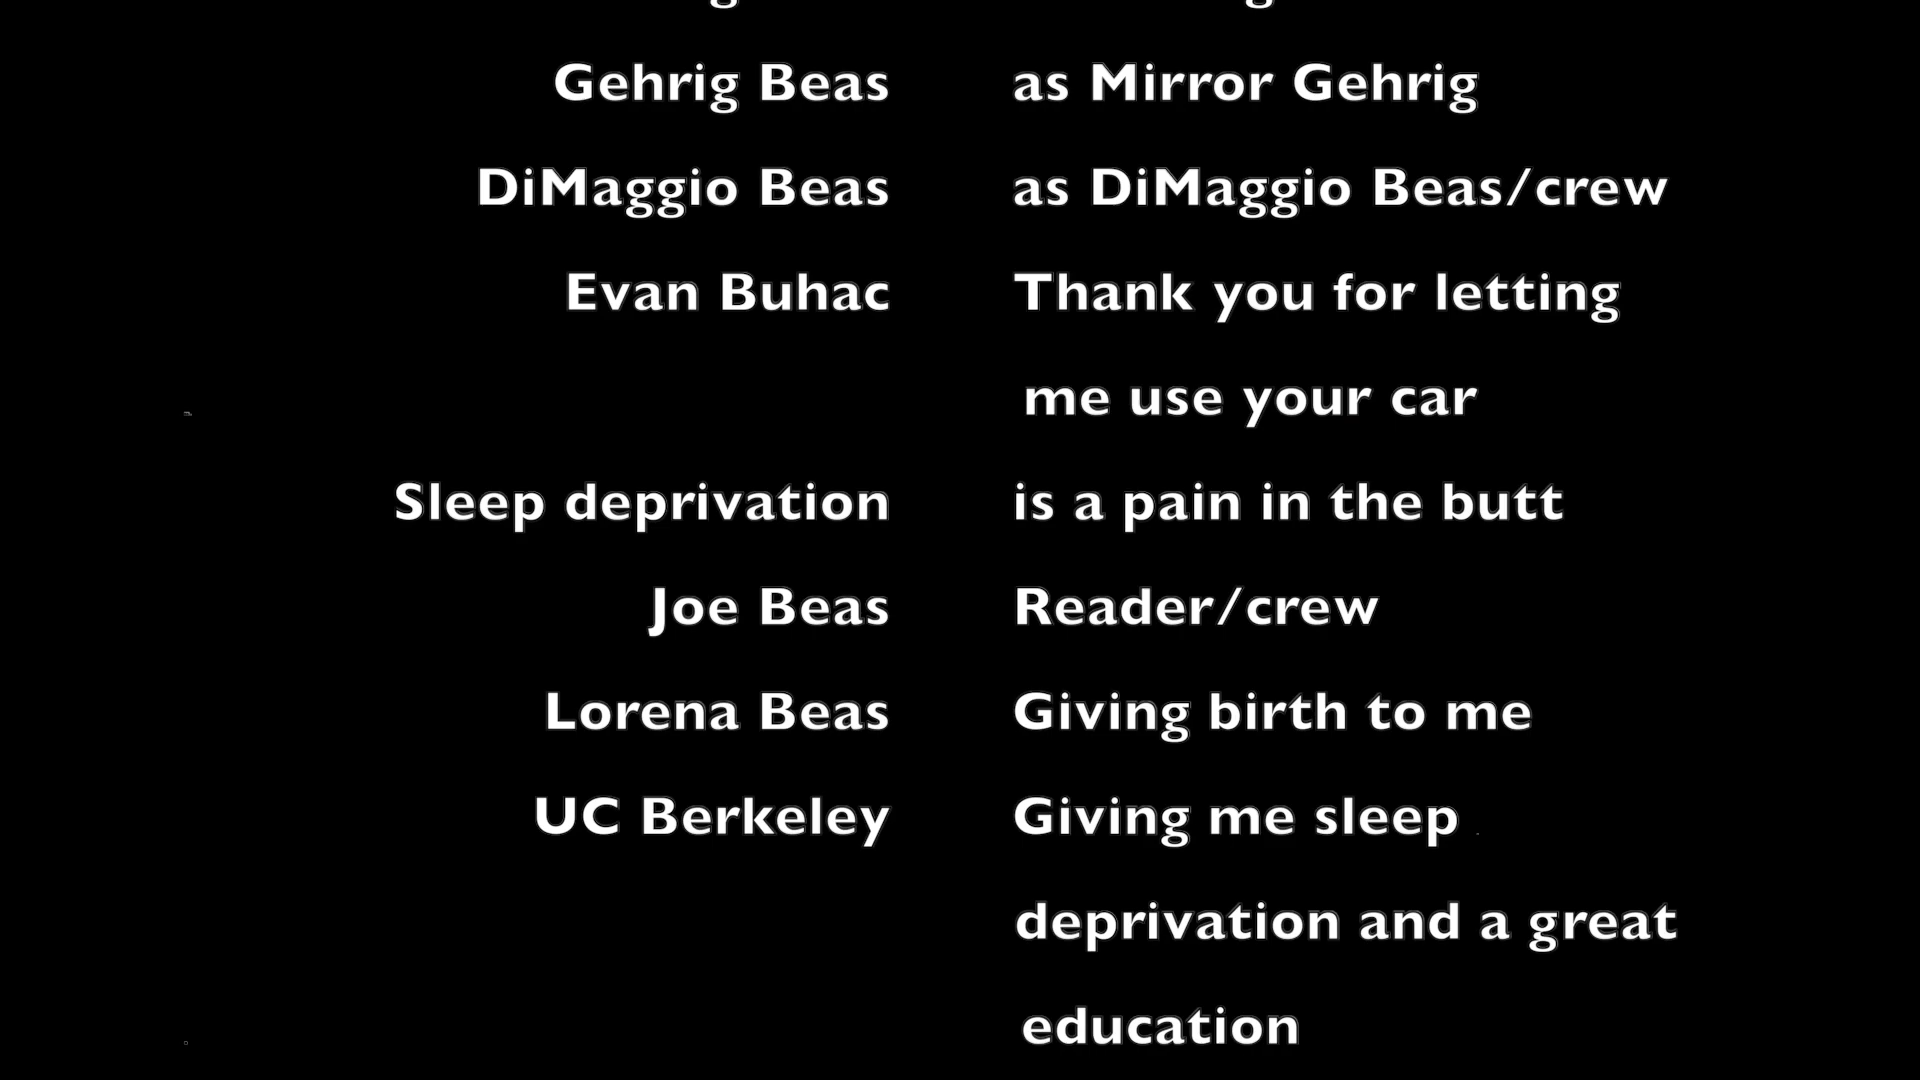 Gehrig Beas as Mirror Gehrig
DiMaggio Beas as DiMaggio Beas/crew
Evan Buhac Thank you for letting
me use your car
Sleep deprivation is a pain in the butt
Joe Beas Reader/crew
Lorena Beas Giving birth to me
UC Berkeley Giving me sleep
deprivation and a great
education